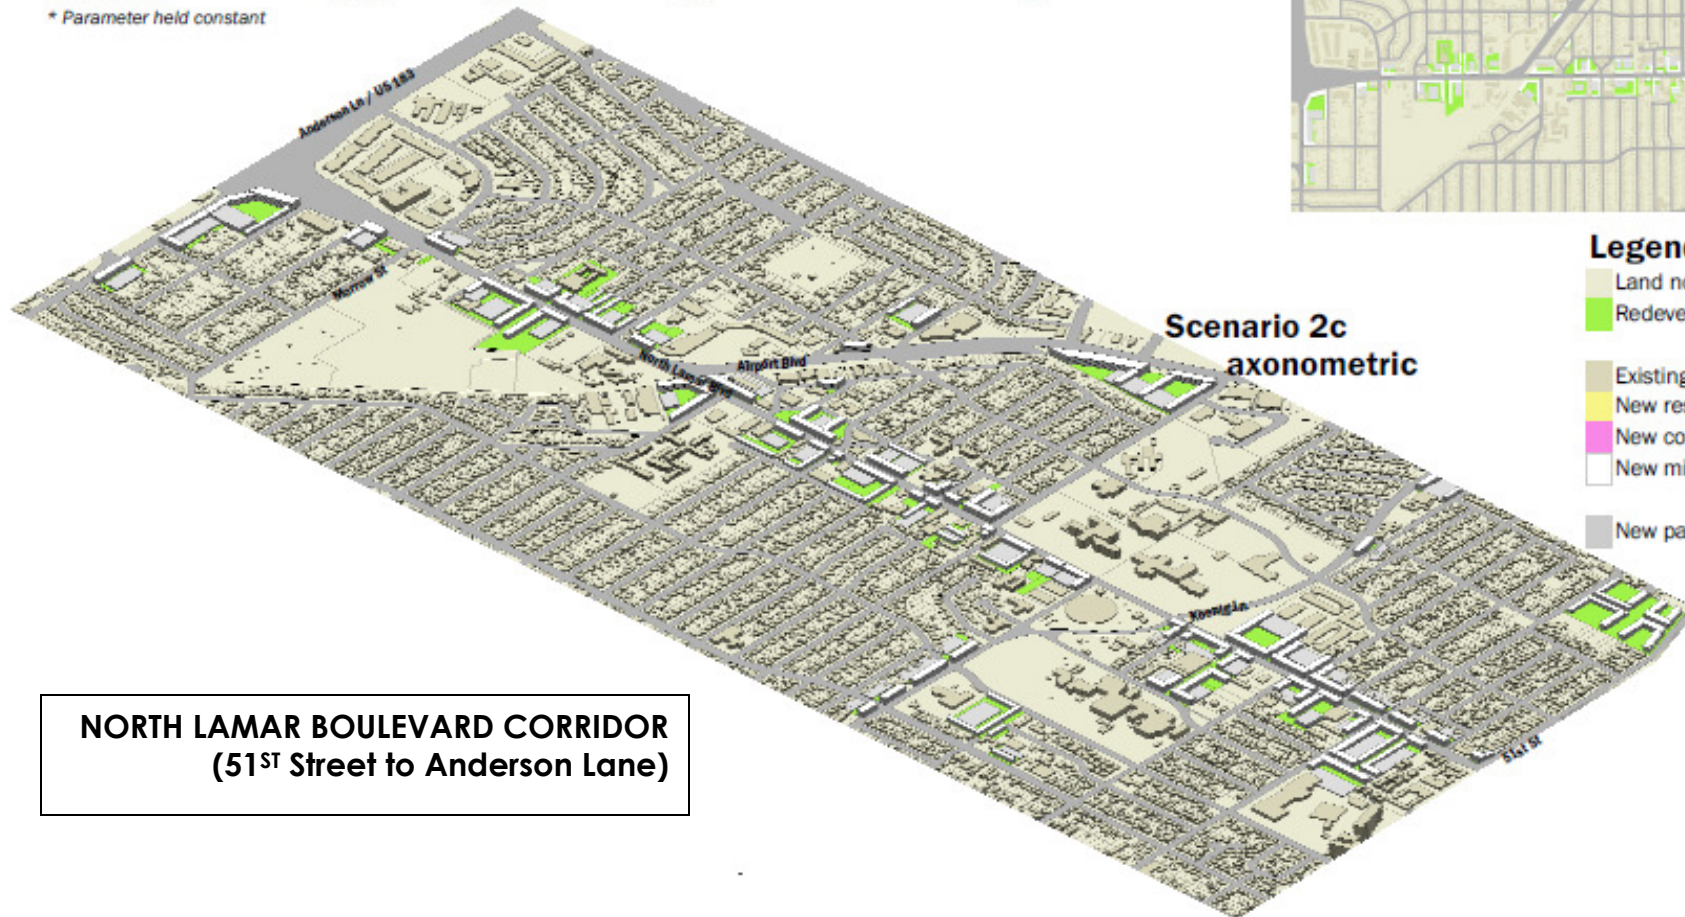 * Parameter held constant
Anderson Ln / US 183
Morrow St
North Lamar Blvd
Airport Blvd
Scenario 2c
axonometric
Legen
Land no
Redeve
Existing
New res
New co
New mi
New pa
Koenig Ln
51st St
NORTH LAMAR BOULEVARD CORRIDOR
(51ST Street to Anderson Lane)